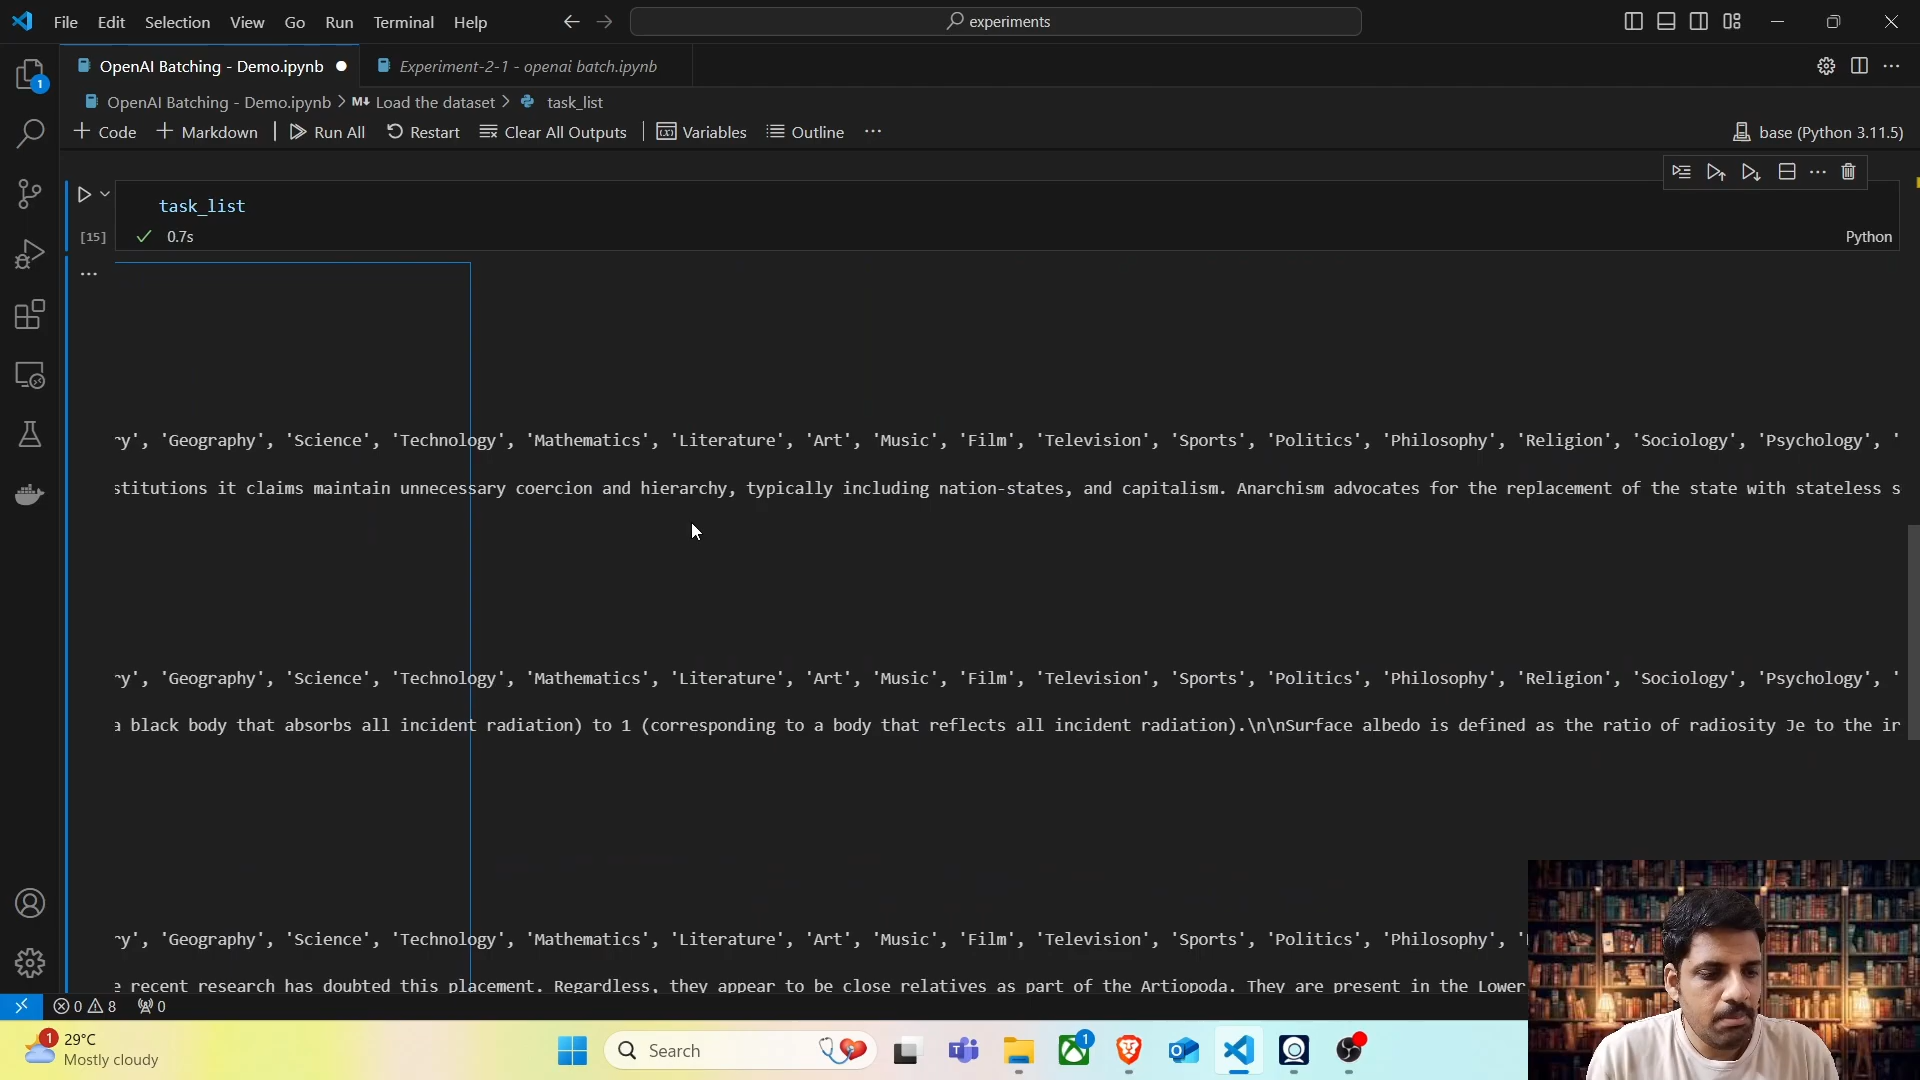 File Edit Selection View Go Run Terminal Help
experiments
OpenAI Batching - Demo.ipynb
Experiment-2-1 - openai batch.ipynb
OpenAI Batching - Demo.ipynb > M↓ Load the dataset > task_list
+ Code + Markdown | Run All Restart Clear All Outputs | Variables Outline ...
base (Python 3.11.5)
task_list
[15] 0.7s
Python
ry', 'Geography', 'Science', 'Technology', 'Mathematics', 'Literature', 'Art', 'Music', 'Film', 'Television', 'Sports', 'Politics', 'Philosophy', 'Religion', 'Sociology', 'Psychology', '
stitutions it claims maintain unnecessary coercion and hierarchy, typically including nation-states, and capitalism. Anarchism advocates for the replacement of the state with stateless s
ry', 'Geography', 'Science', 'Technology', 'Mathematics', 'Literature', 'Art', 'Music', 'Film', 'Television', 'Sports', 'Politics', 'Philosophy', 'Religion', 'Sociology', 'Psychology', '
a black body that absorbs all incident radiation) to 1 (corresponding to a body that reflects all incident radiation).\n\nSurface albedo is defined as the ratio of radiosity Je to the ir
ry', 'Geography', 'Science', 'Technology', 'Mathematics', 'Literature', 'Art', 'Music', 'Film', 'Television', 'Sports', 'Politics', 'Philosophy', '
e recent research has doubted this placement. Regardless, they appear to be close relatives as part of the Artiopoda. They are present in the Lower
0 8 0
1 29°C
Mostly cloudy
Search
1
1